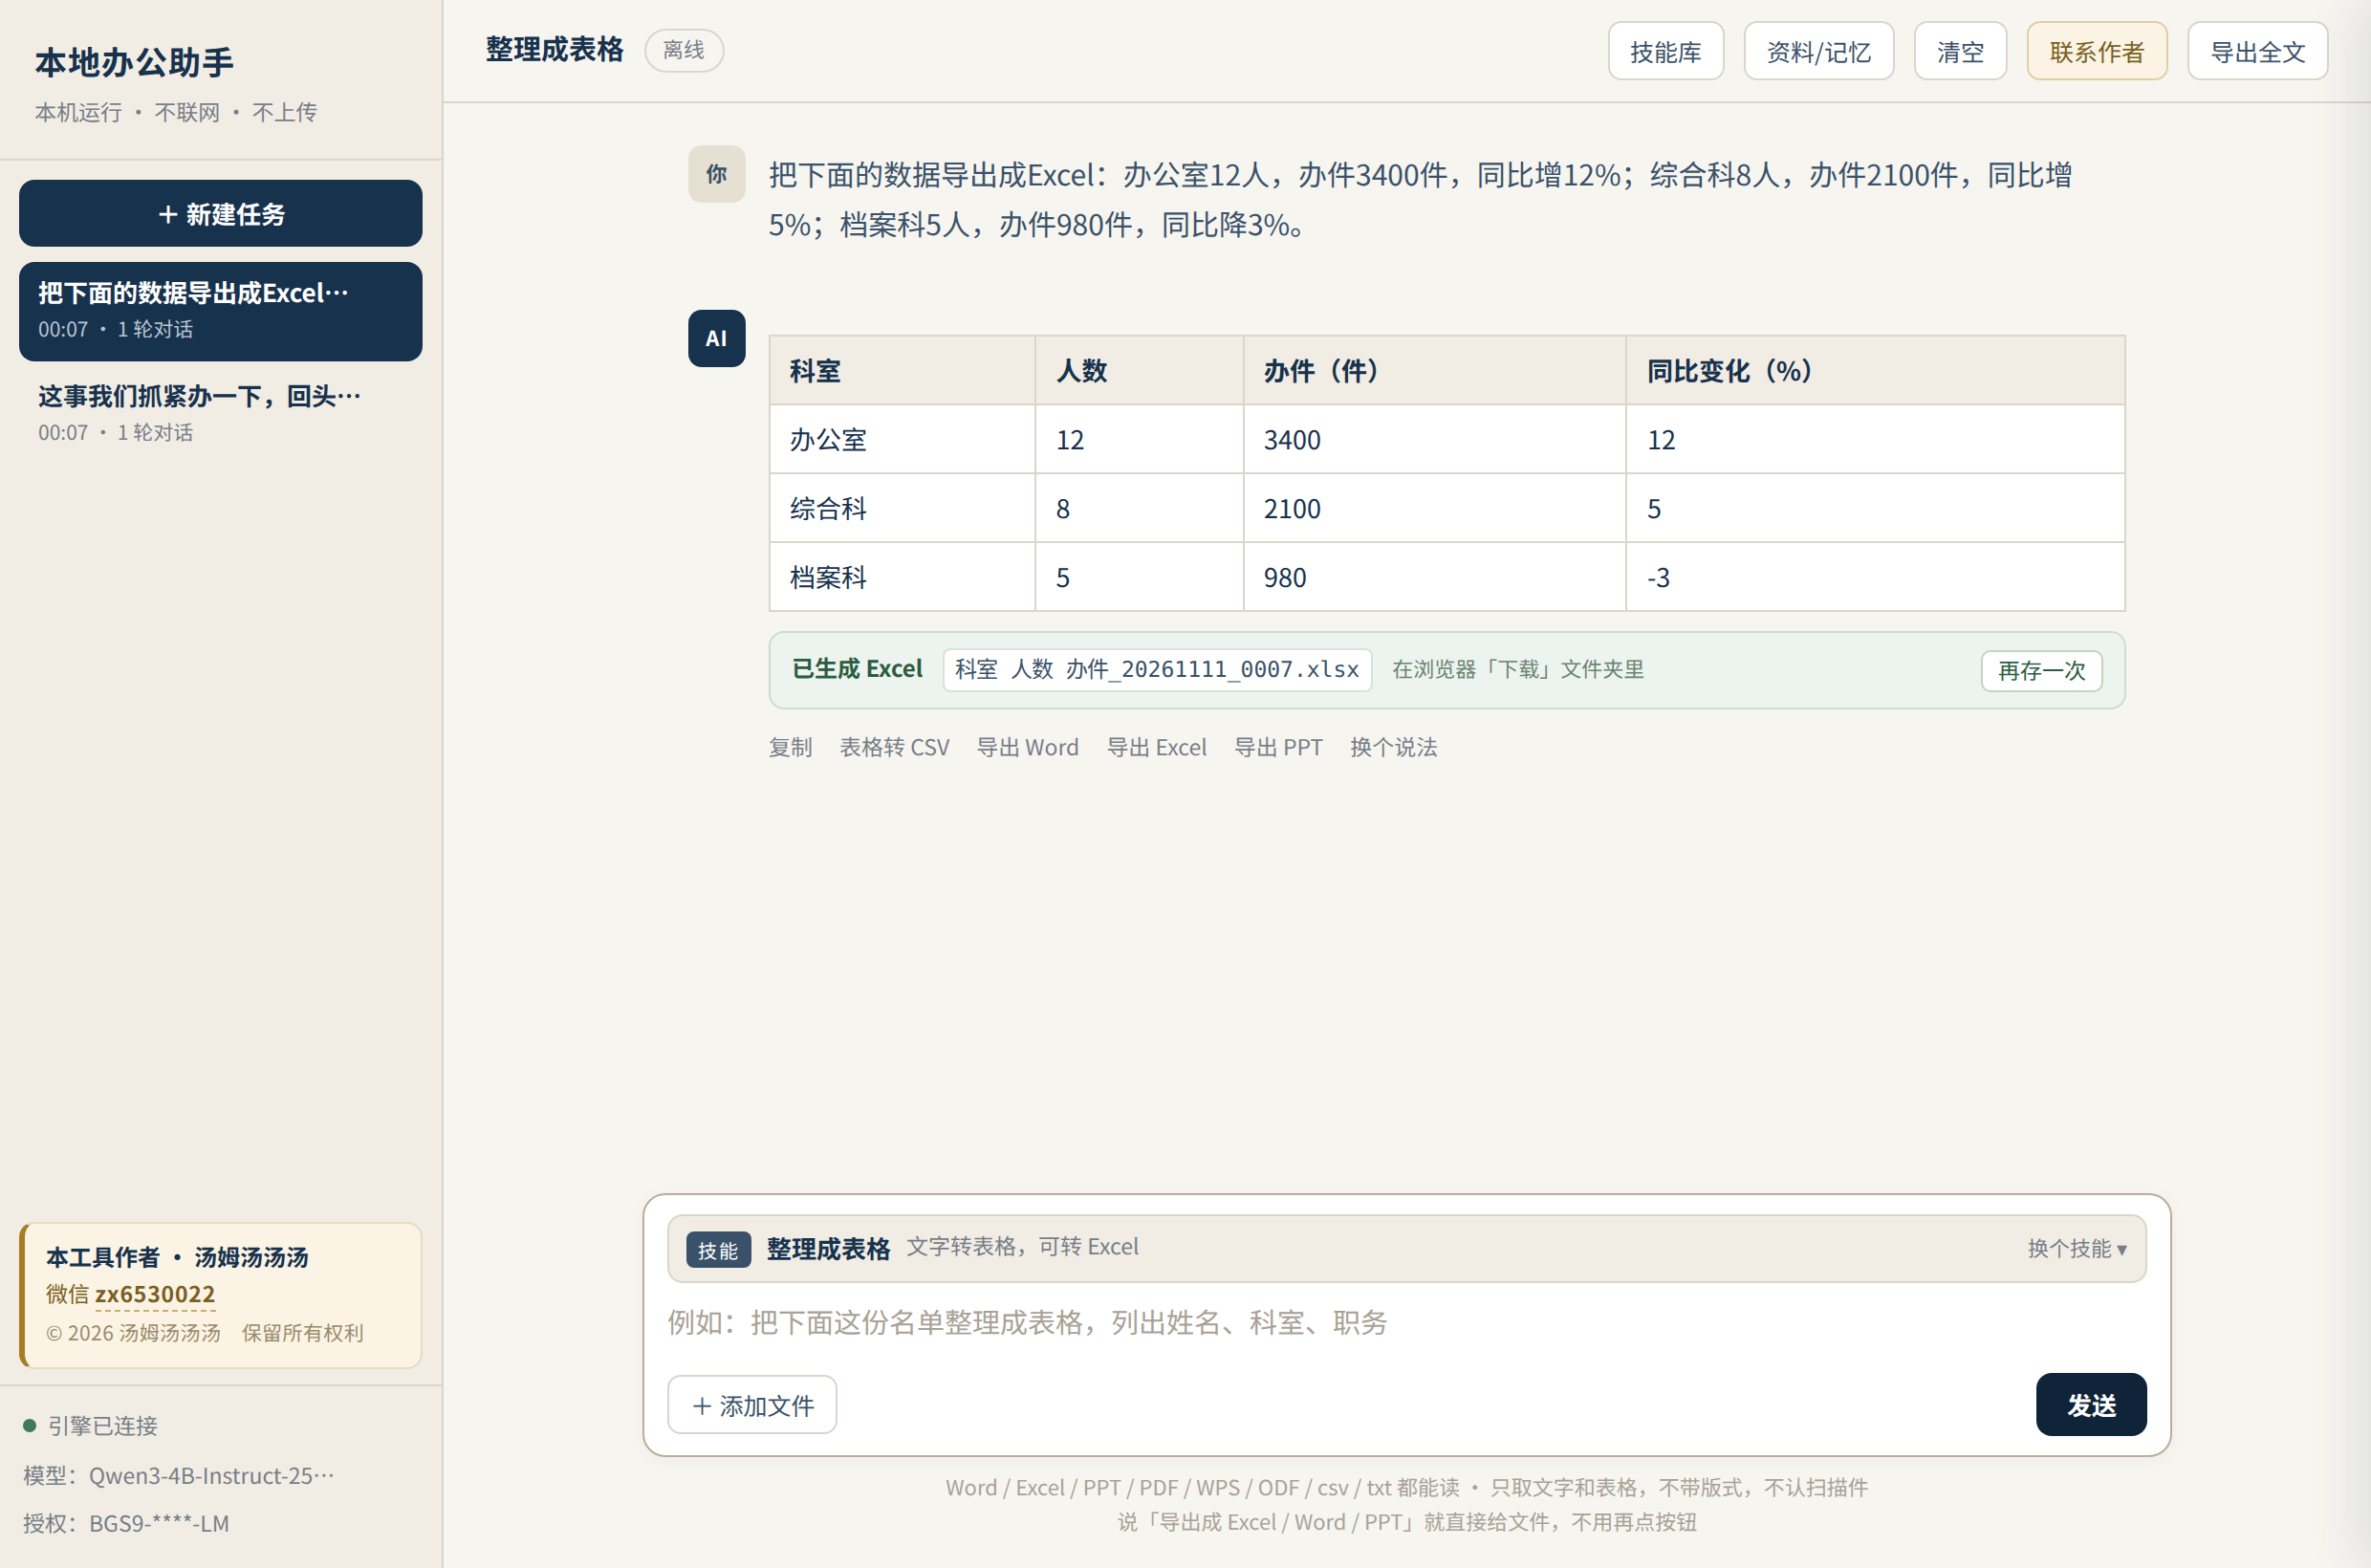 本地办公助手
本机运行 · 不联网 · 不上传
＋ 新建任务
把下面的数据导出成Excel…
00:07 · 1 轮对话
这事我们抓紧办一下，回头…
00:07 · 1 轮对话
本工具作者 · 汤姆汤汤汤
微信 zx6530022
© 2026 汤姆汤汤汤 保留所有权利
引擎已连接
模型：Qwen3-4B-Instruct-25…
授权：BGS9-****-LM
整理成表格 离线 技能库 资料/记忆 清空 联系作者 导出全文
你 把下面的数据导出成Excel：办公室12人，办件3400件，同比增12%；综合科8人，办件2100件，同比增
5%；档案科5人，办件980件，同比降3%。
AI
科室 人数 办件（件） 同比变化（%）
办公室 12 3400 12
综合科 8 2100 5
档案科 5 980 -3
已生成 Excel 科室 人数 办件_20261111_0007.xlsx 在浏览器「下载」文件夹里 再存一次
复制 表格转 CSV 导出 Word 导出 Excel 导出 PPT 换个说法
技能 整理成表格 文字转表格，可转 Excel 换个技能 ▾
例如：把下面这份名单整理成表格，列出姓名、科室、职务
＋ 添加文件 发送
Word / Excel / PPT / PDF / WPS / ODF / csv / txt 都能读 · 只取文字和表格，不带版式，不认扫描件
说「导出成 Excel / Word / PPT」就直接给文件，不用再点按钮